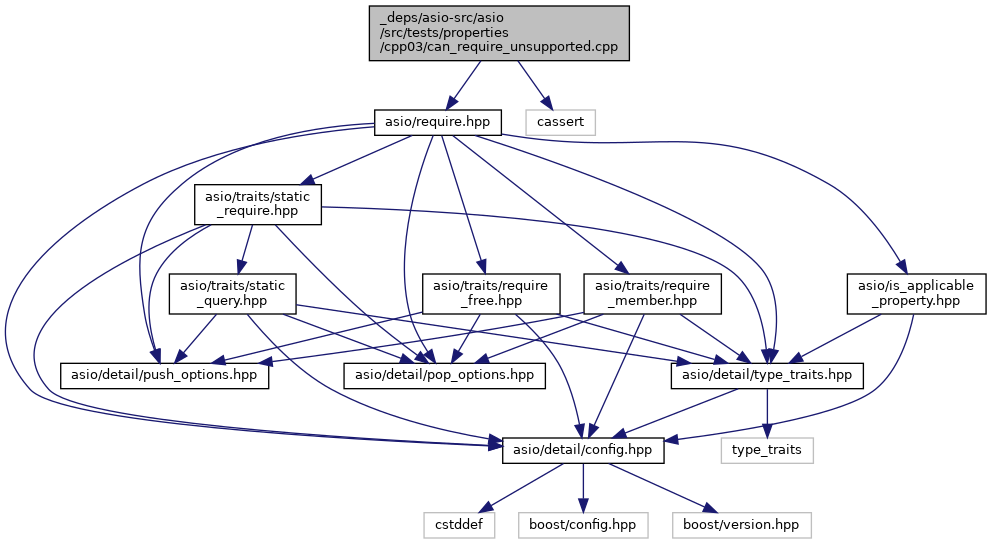 _deps/asio-src/asio
/src/tests/properties
/cpp03/can_require_unsupported.cpp
asio/require.hpp
cassert
asio/traits/static
_require.hpp
asio/traits/static
_query.hpp
asio/traits/require
_free.hpp
asio/traits/require
_member.hpp
asio/is_applicable
_property.hpp
asio/detail/push_options.hpp
asio/detail/pop_options.hpp
asio/detail/type_traits.hpp
asio/detail/config.hpp
type_traits
cstddef
boost/config.hpp
boost/version.hpp